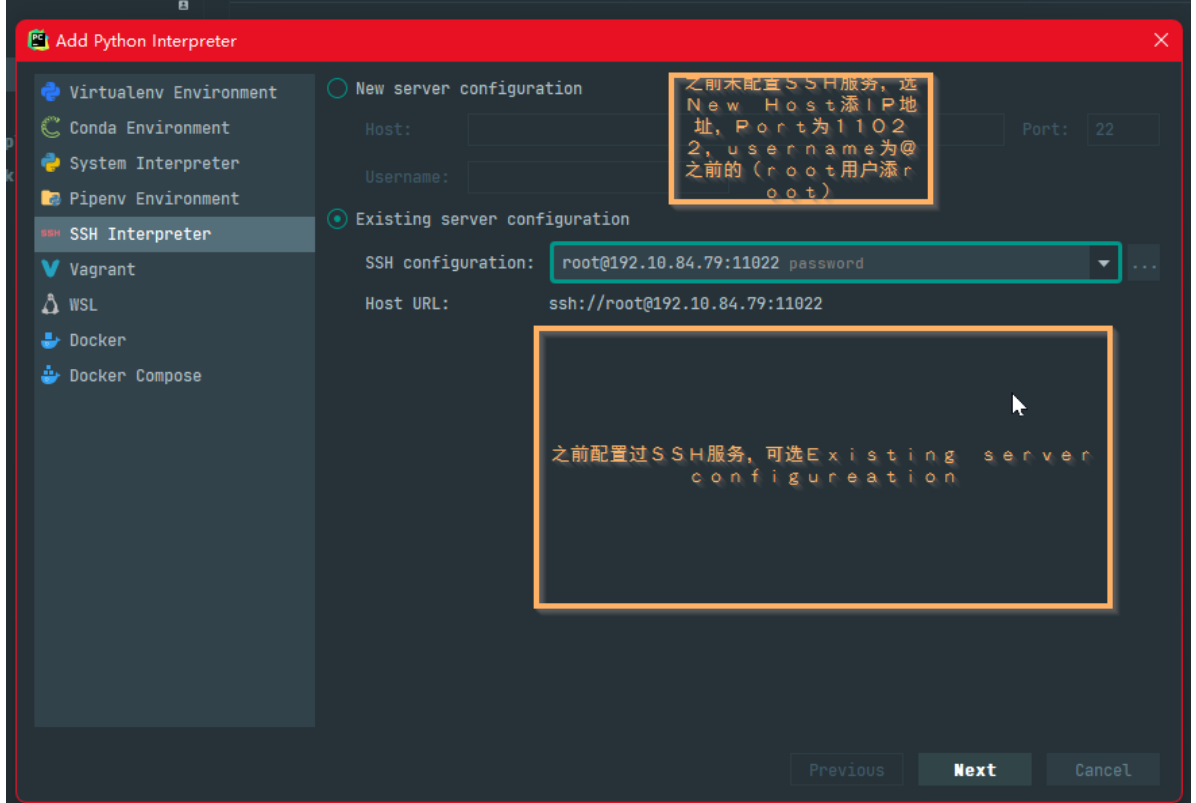 Add Python Interpreter
Virtualenv Environment
Conda Environment
System Interpreter
Pipenv Environment
SSH Interpreter
Vagrant
WSL
Docker
Docker Compose
New server configuration
Host:
Port: 22
Username:
之前未配置SSH服务，选
New Host添IP地
址，Port为1102
2，username为@
之前的（root用户添r
oot）
Existing server configuration
SSH configuration: root@192.10.84.79:11022 password
Host URL: ssh://root@192.10.84.79:11022
之前配置过SSH服务，可选Existing server
configureation
Previous Next Cancel